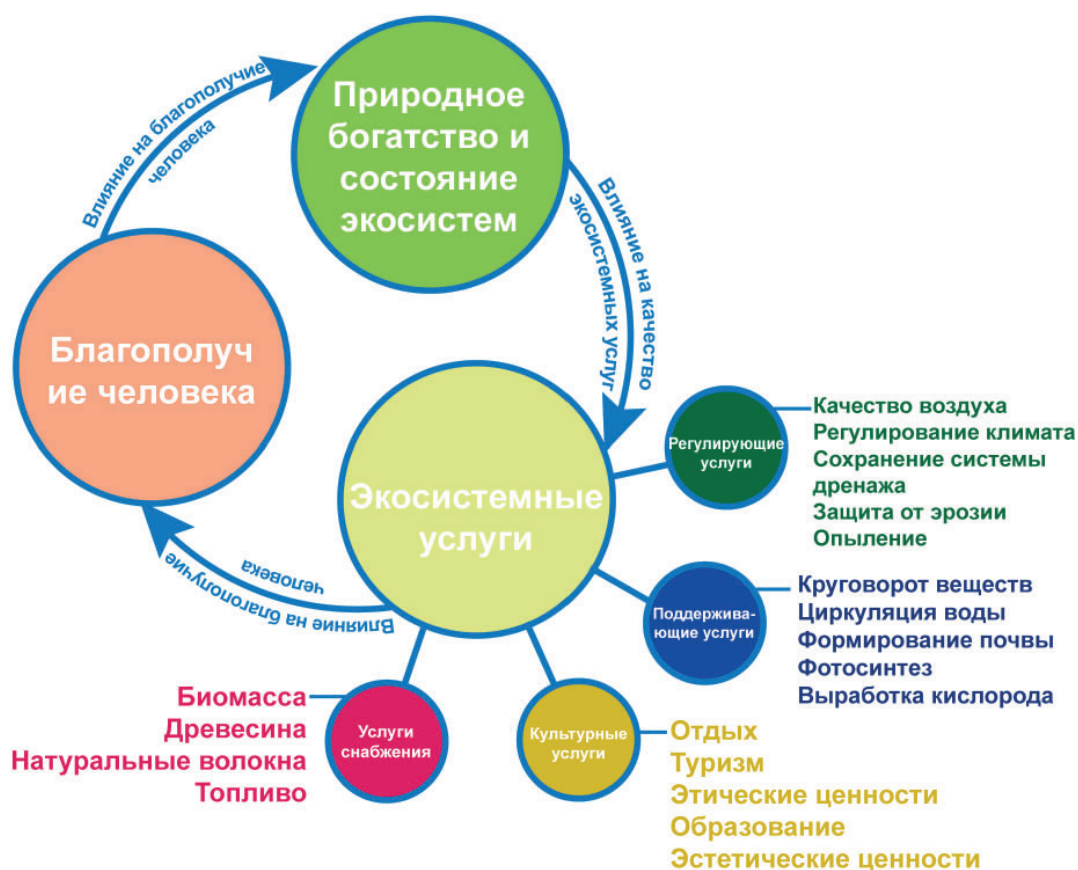 Природное
богатство и
состояние
экосистем
Влияние на благополучие
человека
Влияние на качество
экосистемных услуг
Благополуч
ие человека
Экосистемные
услуги
Влияние на благополучие
человека
Регулирующие
услуги
Качество воздуха
Регулирование климата
Сохранение системы
дренажа
Защита от эрозии
Опыление
Поддержива-
ющие услуги
Круговорот веществ
Циркуляция воды
Формирование почвы
Фотосинтез
Выработка кислорода
Услуги
снабжения
Биомасса
Древесина
Натуральные волокна
Топливо
Культурные
услуги
Отдых
Туризм
Этические ценности
Образование
Эстетические ценности